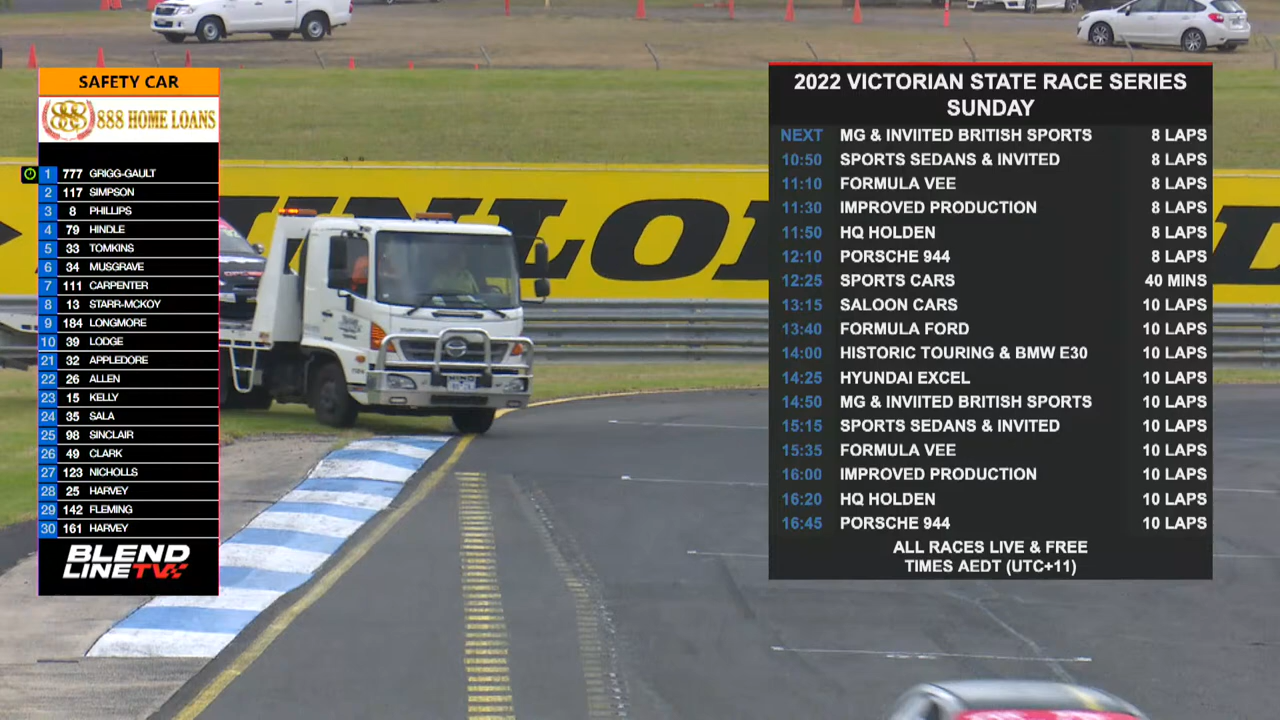 SAFETY CAR
888 HOME LOANS
1 777 GRIGG-GAULT
2 117 SIMPSON
3 8 PHILLIPS
4 79 HINDLE
5 33 TOMKINS
6 34 MUSGRAVE
7 111 CARPENTER
8 13 STARR-MCKOY
9 184 LONGMORE
10 39 LODGE
21 32 APPLEDORE
22 26 ALLEN
23 15 KELLY
24 35 SALA
25 98 SINCLAIR
26 49 CLARK
27 123 NICHOLLS
28 25 HARVEY
29 142 FLEMING
30 161 HARVEY
BLEND
LINETV
2022 VICTORIAN STATE RACE SERIES
SUNDAY
NEXT MG & INVIITED BRITISH SPORTS 8 LAPS
10:50 SPORTS SEDANS & INVITED 8 LAPS
11:10 FORMULA VEE 8 LAPS
11:30 IMPROVED PRODUCTION 8 LAPS
11:50 HQ HOLDEN 8 LAPS
12:10 PORSCHE 944 8 LAPS
12:25 SPORTS CARS 40 MINS
13:15 SALOON CARS 10 LAPS
13:40 FORMULA FORD 10 LAPS
14:00 HISTORIC TOURING & BMW E30 10 LAPS
14:25 HYUNDAI EXCEL 10 LAPS
14:50 MG & INVIITED BRITISH SPORTS 10 LAPS
15:15 SPORTS SEDANS & INVITED 10 LAPS
15:35 FORMULA VEE 10 LAPS
16:00 IMPROVED PRODUCTION 10 LAPS
16:20 HQ HOLDEN 10 LAPS
16:45 PORSCHE 944 10 LAPS
ALL RACES LIVE & FREE
TIMES AEDT (UTC+11)